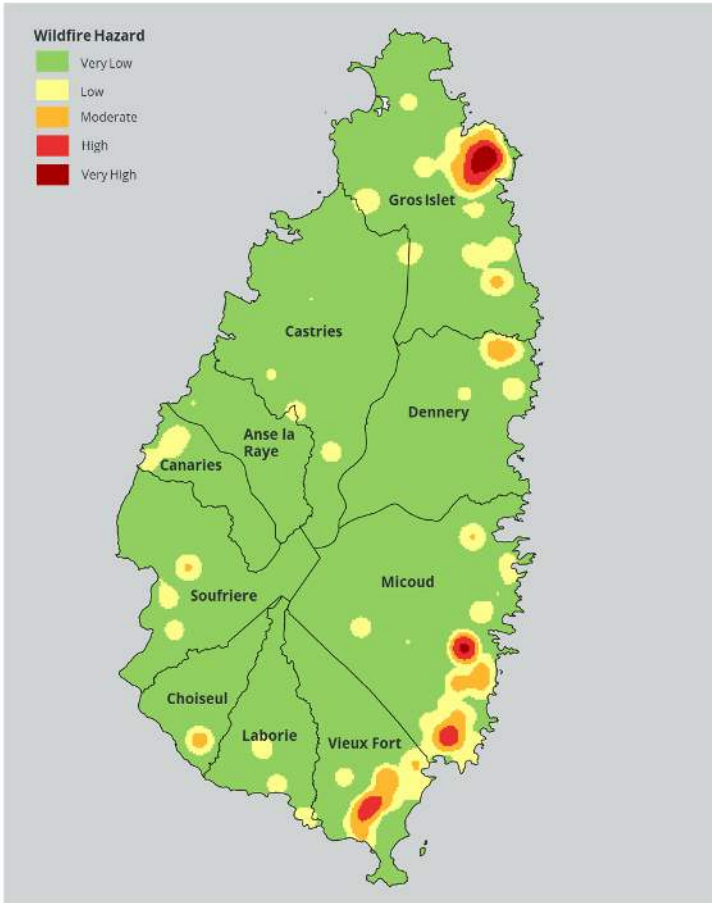 Wildfire Hazard
Very Low
Low
Moderate
High
Very High
Gros Islet
Castries
Dennery
Anse la
Raye
Canaries
Micoud
Soufriere
Choiseul
Laborie
Vieux Fort